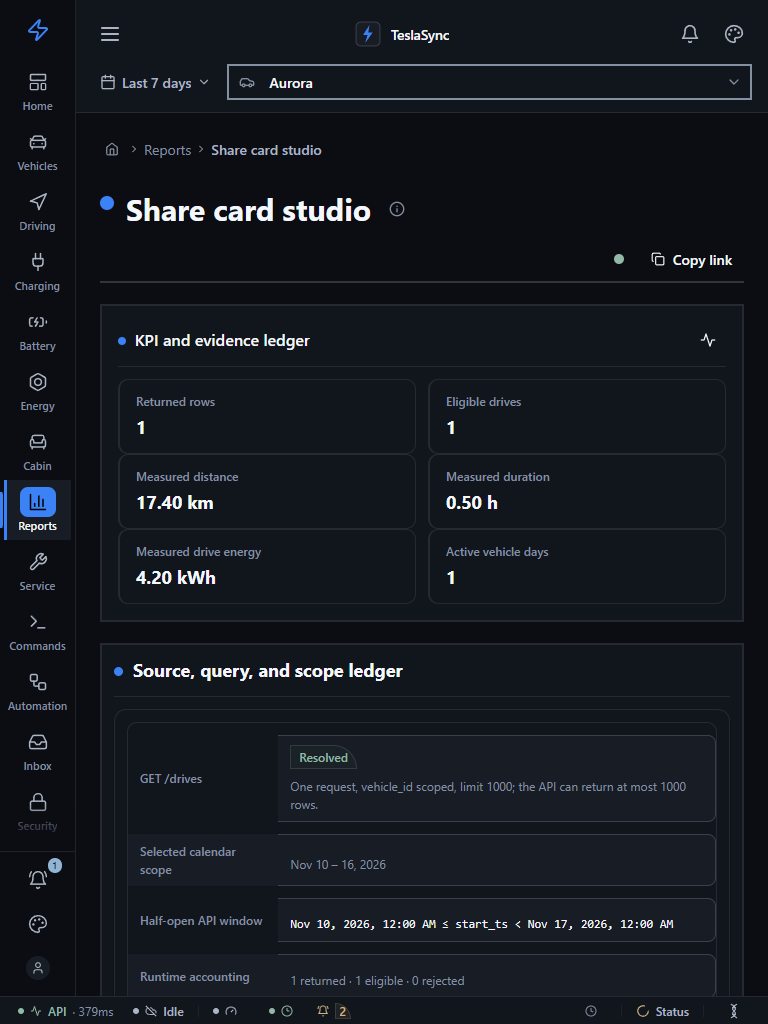 TeslaSync
Last 7 days
Aurora
Home
Vehicles
Driving
Charging
Battery
Energy
Cabin
Reports
Service
Commands
Automation
Inbox
Security
1
Reports
Share card studio
Share card studio
Copy link
KPI and evidence ledger
Returned rows
1
Eligible drives
1
Measured distance
17.40 km
Measured duration
0.50 h
Measured drive energy
4.20 kWh
Active vehicle days
1
Source, query, and scope ledger
GET /drives
Resolved
One request, vehicle_id scoped, limit 1000; the API can return at most 1000
rows.
Selected calendar
scope
Nov 10 – 16, 2026
Half-open API window
Nov 10, 2026, 12:00 AM ≤ start_ts < Nov 17, 2026, 12:00 AM
Runtime accounting
1 returned · 1 eligible · 0 rejected
API · 379ms
Idle
2
Status